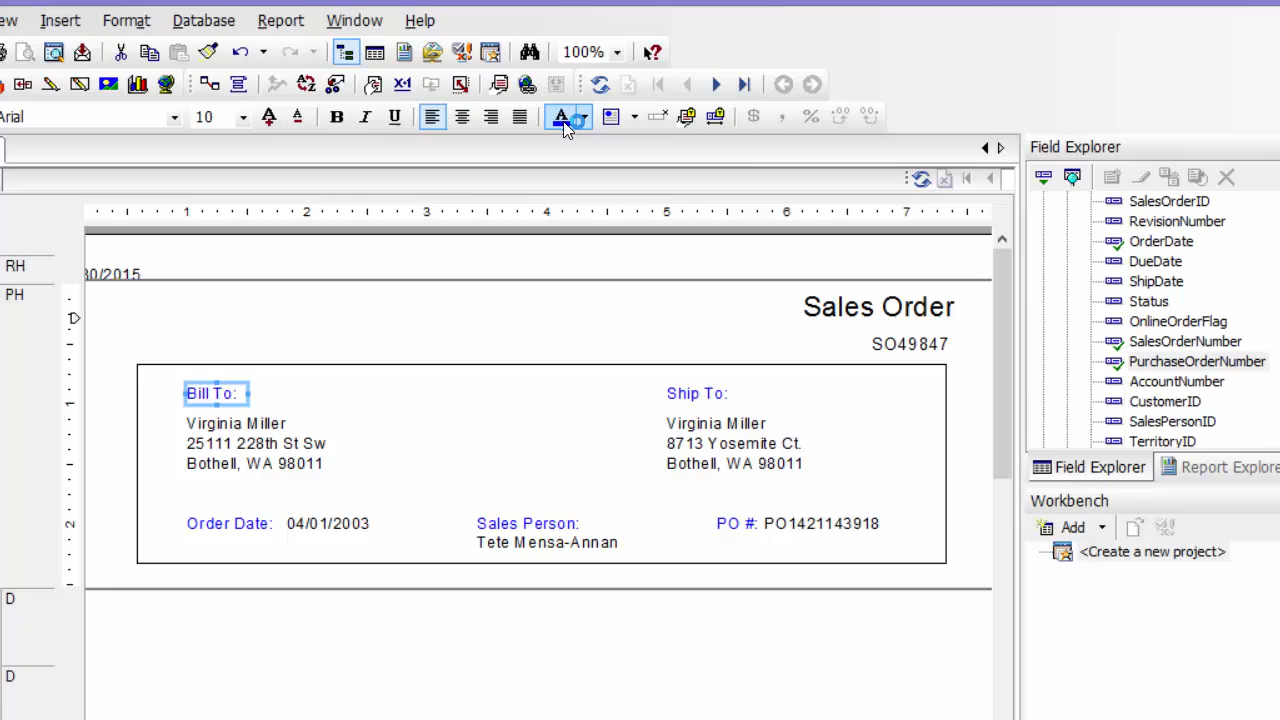 ew Insert Format Database Report Window Help
100%
Arial 10 B I U A $ , %
Field Explorer
SalesOrderID
RevisionNumber
OrderDate
DueDate
ShipDate
Status
OnlineOrderFlag
SalesOrderNumber
PurchaseOrderNumber
AccountNumber
CustomerID
SalesPersonID
TerritoryID
Field Explorer Report Explore
Workbench
Add
<Create a new project>
1 2 3 4 5 6 7
RH
30/2015
PH
Sales Order
SO49847
1
Bill To: Ship To:
Virginia Miller Virginia Miller
25111 228th St Sw 8713 Yosemite Ct.
Bothell, WA 98011 Bothell, WA 98011
2
Order Date: 04/01/2003 Sales Person: PO #: PO1421143918
Tete Mensa-Annan
D
D